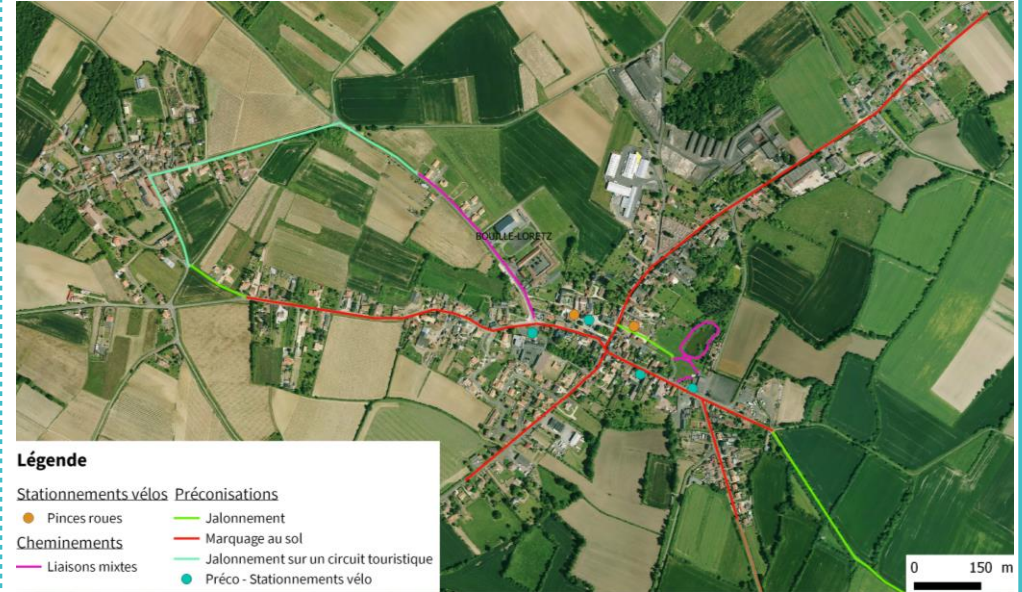 BOUILLE-LORETZ
Légende
Stationnements vélos
Pinces roues
Cheminements
Liaisons mixtes
Préconisations
Jalonnement
Marquage au sol
Jalonnement sur un circuit touristique
Préco - Stationnements vélo
0 150 m